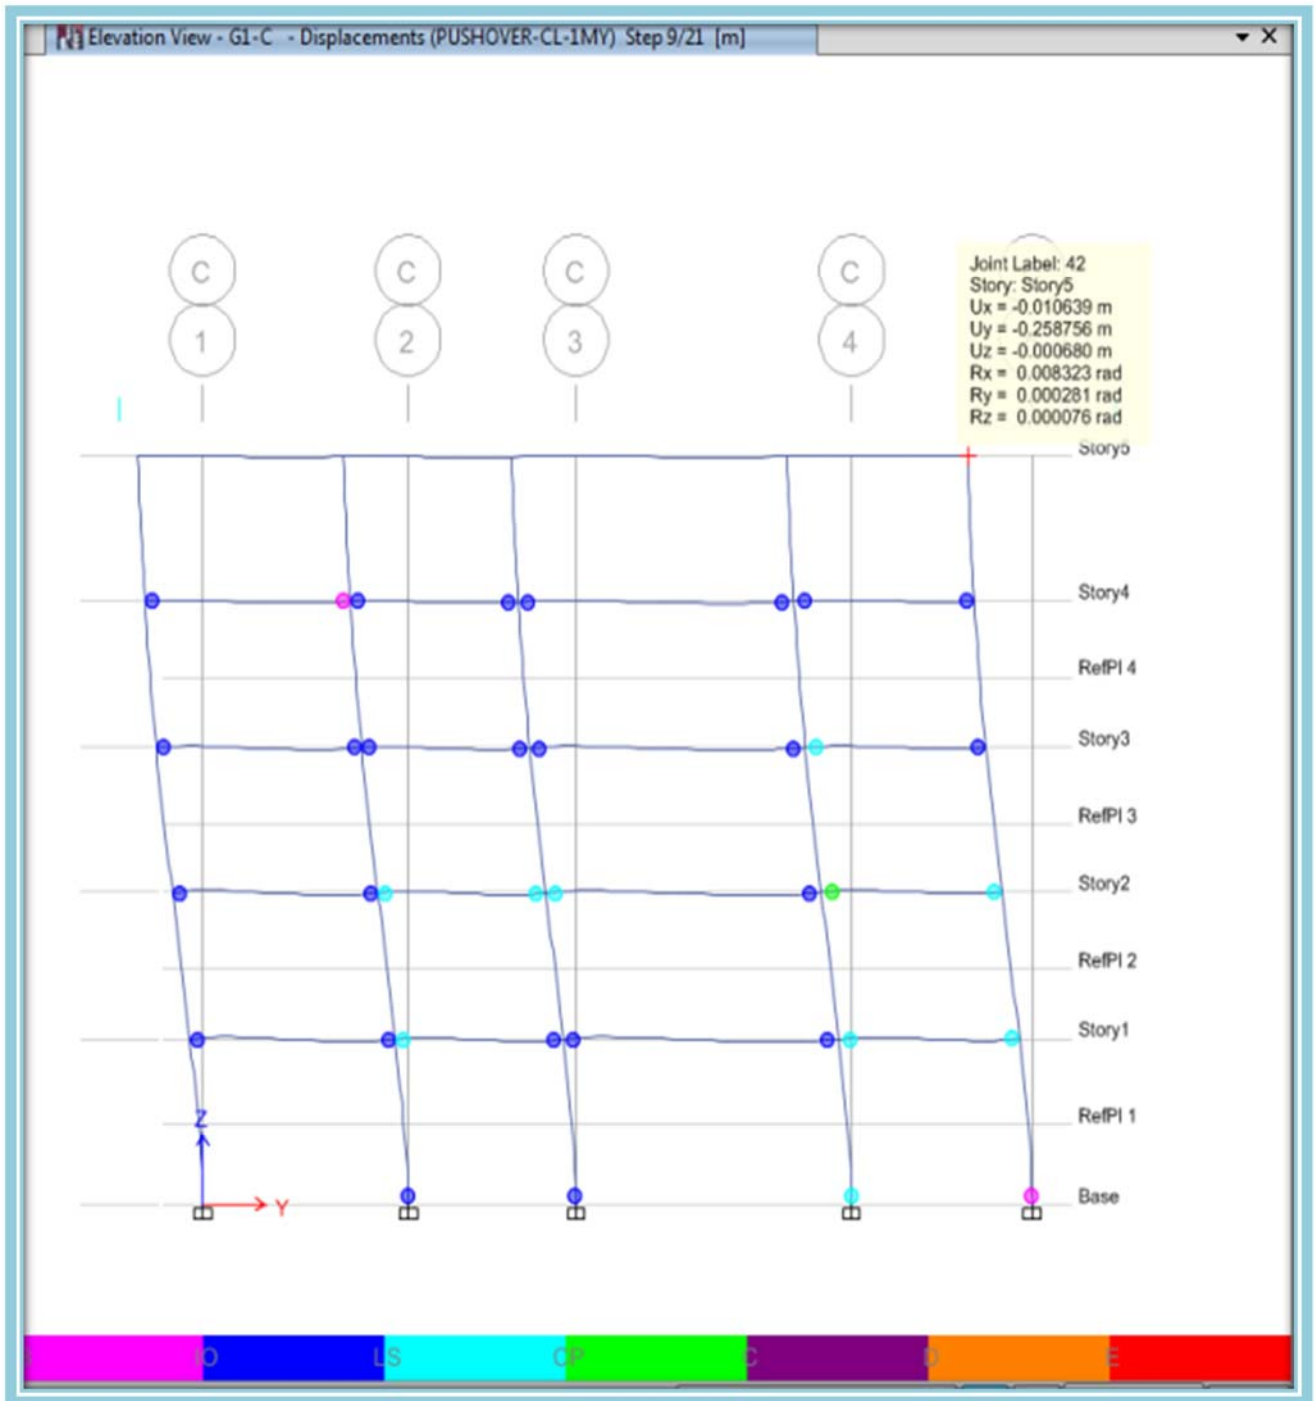 Elevation View - G1-C - Displacements (PUSHOVER-CL-1MY) Step 9/21 [m]
C C C C
1 2 3 4
Joint Label: 42
Story: Story5
Ux = -0.010639 m
Uy = -0.258756 m
Uz = -0.000680 m
Rx = 0.008323 rad
Ry = 0.000281 rad
Rz = 0.000076 rad
Story5
Story4
RefPl 4
Story3
RefPl 3
Story2
RefPl 2
Story1
RefPl 1
Z
Base
Y
IO LS CP C D E